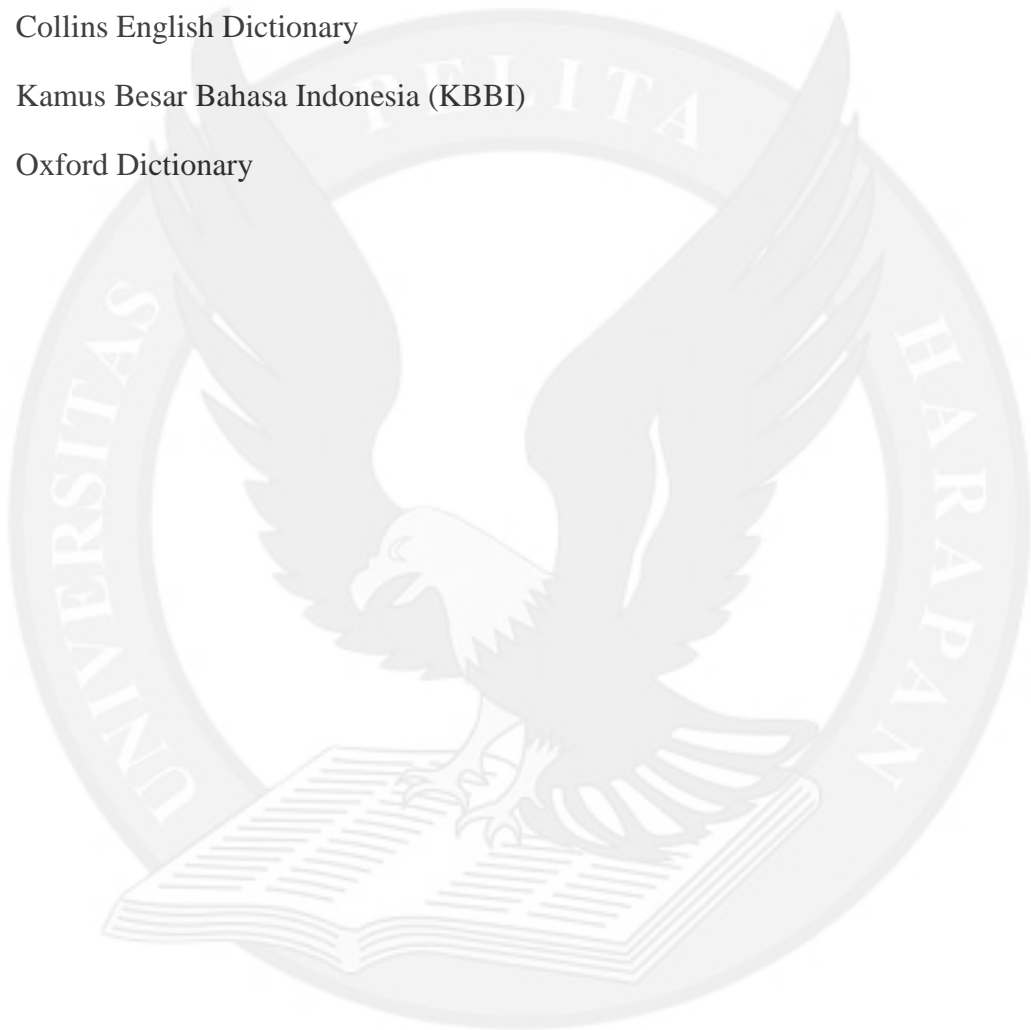 Collins English Dictionary
Kamus Besar Bahasa Indonesia (KBBI)
Oxford Dictionary
UNIVERSITAS PELITA HARAPAN